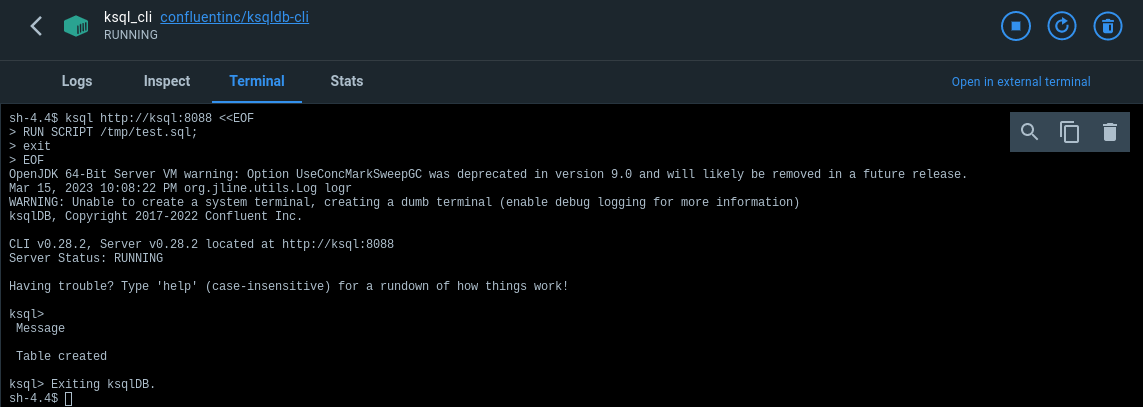 ksql_cli confluentinc/ksqldb-cli
RUNNING
Logs Inspect Terminal Stats Open in external terminal
sh-4.4$ ksql http://ksql:8088 <<EOF
> RUN SCRIPT /tmp/test.sql;
> exit
> EOF
OpenJDK 64-Bit Server VM warning: Option UseConcMarkSweepGC was deprecated in version 9.0 and will likely be removed in a future release.
Mar 15, 2023 10:08:22 PM org.jline.utils.Log logr
WARNING: Unable to create a system terminal, creating a dumb terminal (enable debug logging for more information)
ksqlDB, Copyright 2017-2022 Confluent Inc.
CLI v0.28.2, Server v0.28.2 located at http://ksql:8088
Server Status: RUNNING
Having trouble? Type 'help' (case-insensitive) for a rundown of how things work!
ksql>
Message
Table created
ksql> Exiting ksqlDB.
sh-4.4$